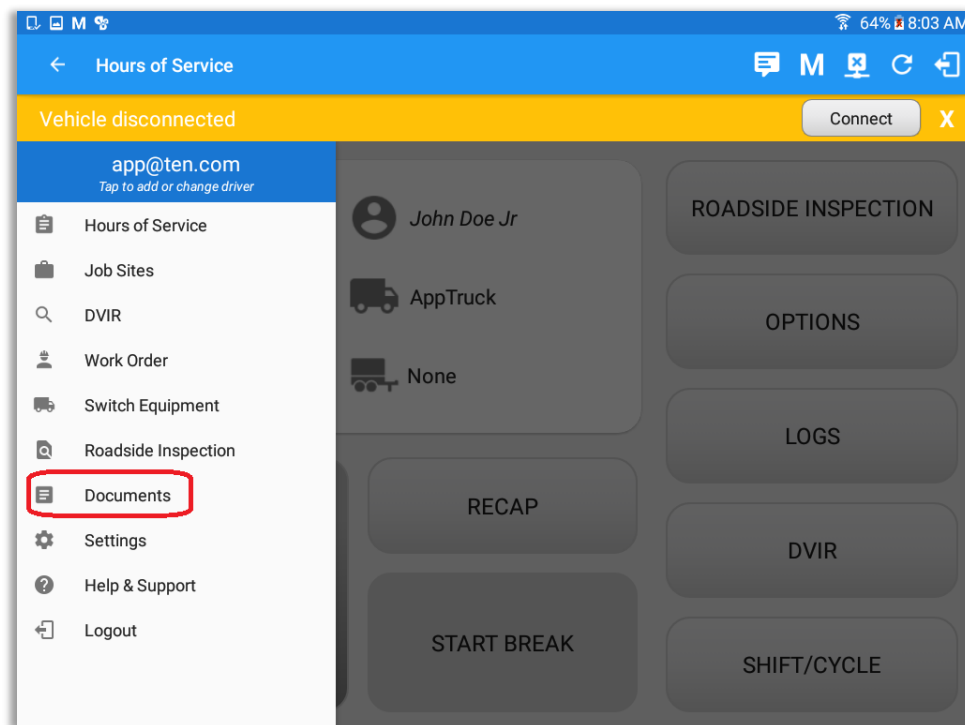 M
64% 8:03 AM
Hours of Service
M
Vehicle disconnected
Connect
X
app@ten.com
Tap to add or change driver
Hours of Service
Job Sites
DVIR
Work Order
Switch Equipment
Roadside Inspection
Documents
Settings
Help & Support
Logout
John Doe Jr
AppTruck
None
RECAP
START BREAK
ROADSIDE INSPECTION
OPTIONS
LOGS
DVIR
SHIFT/CYCLE